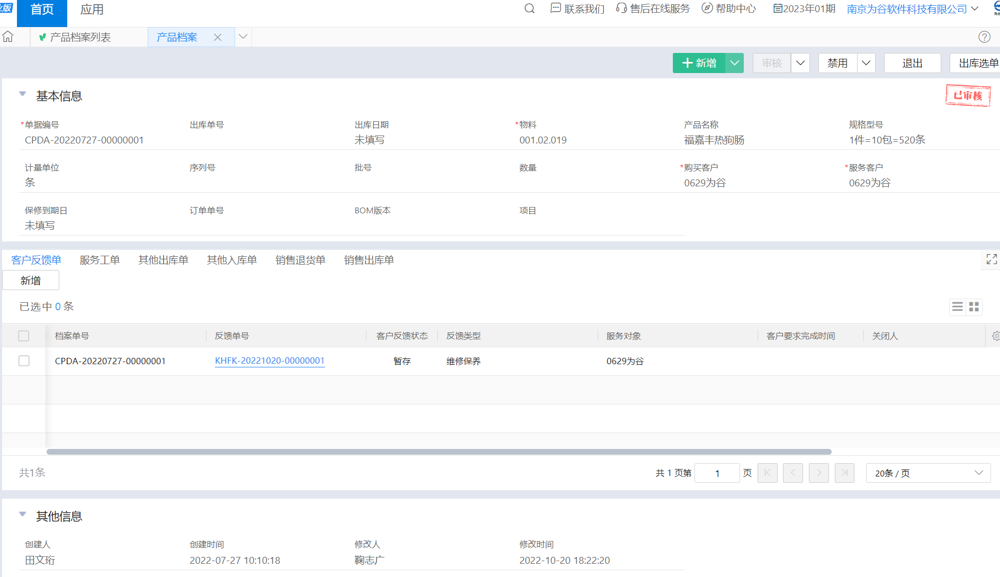 业版 首页 应用 联系我们 售后在线服务 帮助中心 2023年01期 南京为谷软件科技有限公司
产品档案列表 产品档案
新增 审核 禁用 退出 出库选单
基本信息 已审核
*单据编号 出库单号 出库日期 *物料 产品名称 规格型号
CPDA-20220727-00000001 未填写 001.02.019 福嘉丰热狗肠 1件=10包=520条
计量单位 序列号 批号 数量 *购买客户 *服务客户
条 0629为谷 0629为谷
保修到期日 订单单号 BOM版本 项目
未填写
客户反馈单 服务工单 其他出库单 其他入库单 销售退货单 销售出库单
新增
已选中 0 条
档案单号 反馈单号 客户反馈状态 反馈类型 服务对象 客户要求完成时间 关闭人
CPDA-20220727-00000001 KHFK-20221020-00000001 暂存 维修保养 0629为谷
共1条 共 1 页第 1 页 20条 / 页
其他信息
创建人 创建时间 修改人 修改时间
田文珩 2022-07-27 10:10:18 鞠志广 2022-10-20 18:22:20